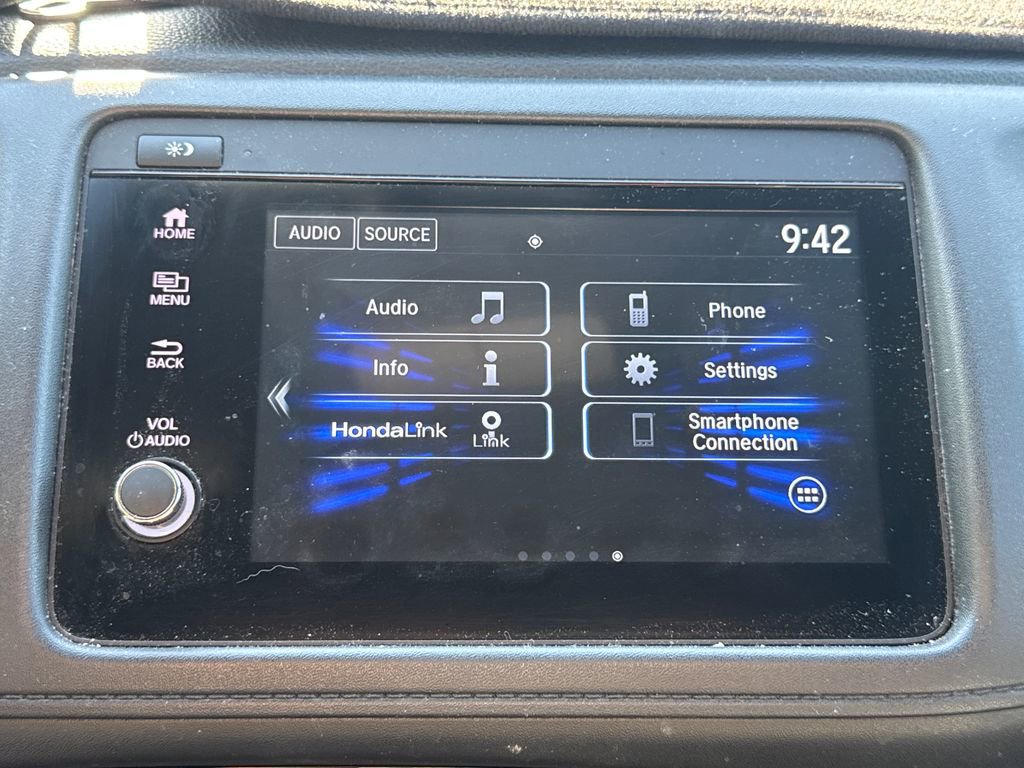 HOME
MENU
BACK
VOL
AUDIO
AUDIO SOURCE
9:42
Audio
Phone
Info
Settings
HondaLink
Link
Smartphone
Connection